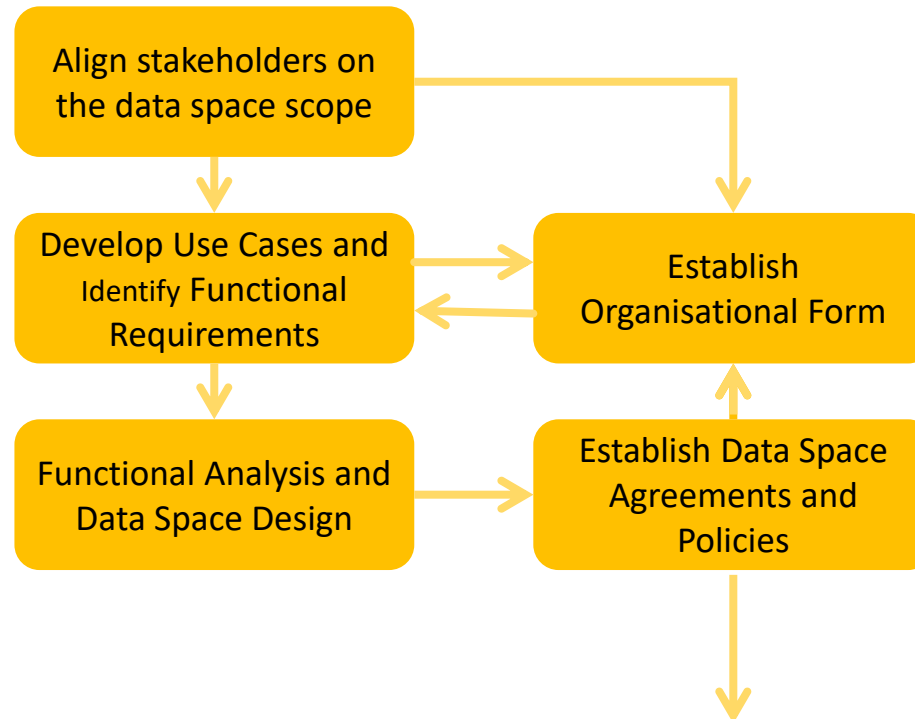 Align stakeholders on
the data space scope
Develop Use Cases and
Identify Functional
Requirements
Establish
Organisational Form
Functional Analysis and
Data Space Design
Establish Data Space
Agreements and
Policies